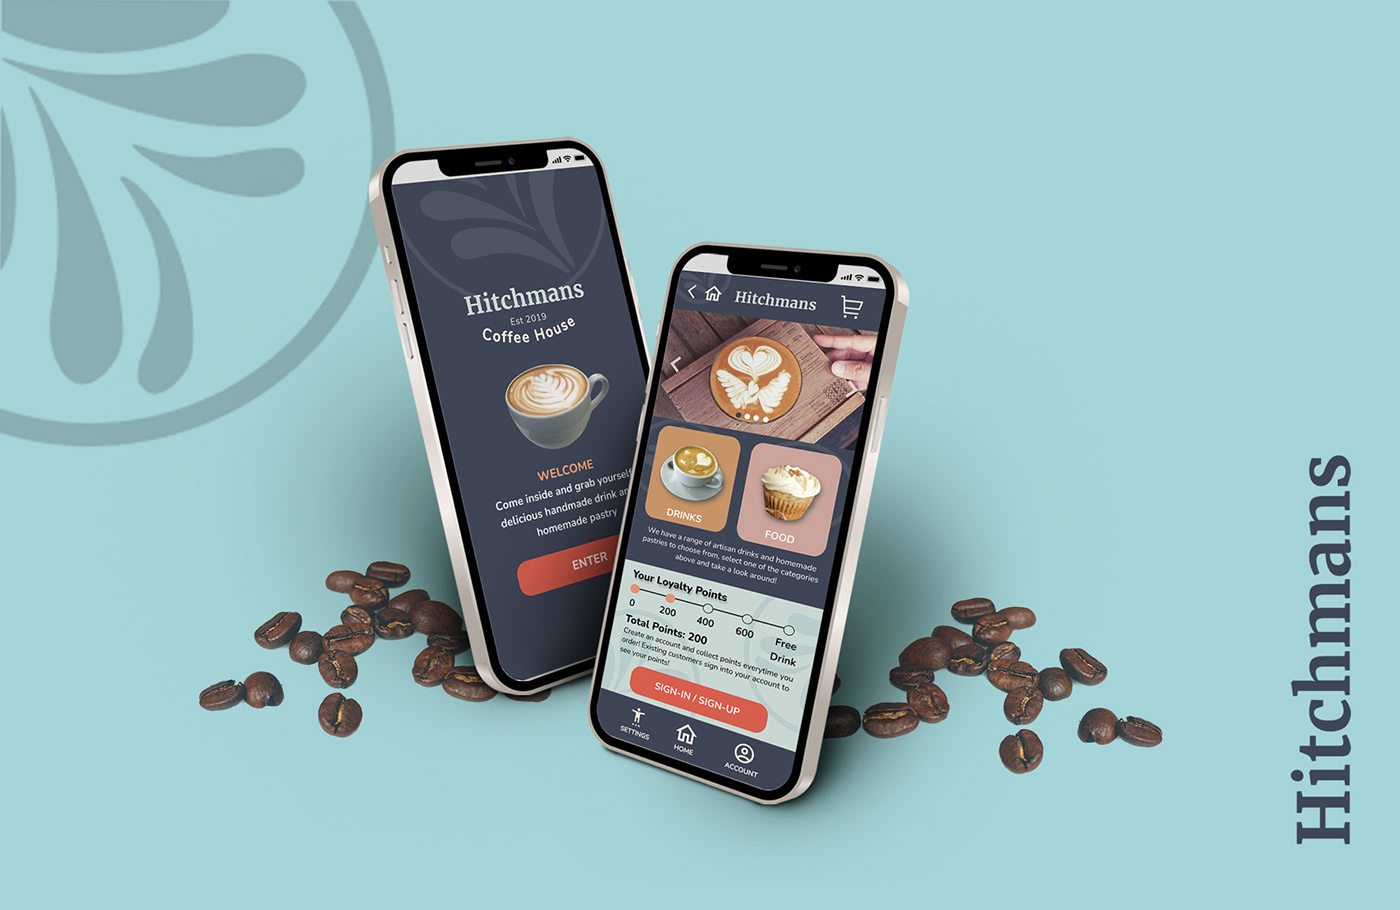 Hitchmans
Est 2019
Coffee House
WELCOME
Come inside and grab yourself
delicious handmade drink an
homemade pastry
ENTER
Hitchmans
DRINKS
FOOD
We have a range of artisan drinks and homemade
pastries to choose from, select one of the categories
above and take a look around!
Your Loyalty Points
0 200 400 600 Free
Drink
Total Points: 200
Create an account and collect points everytime you
order! Existing customers sign into your account to
see your points!
SIGN-IN / SIGN-UP
SETTINGS
HOME
ACCOUNT
Hitchmans